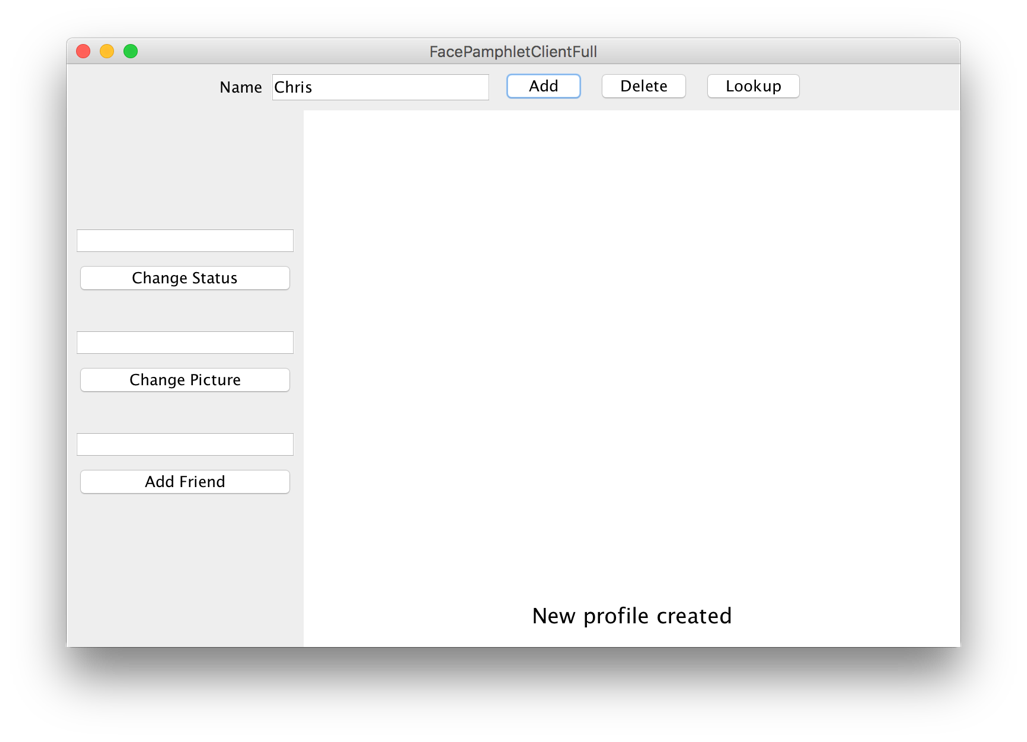 FacePamphletClientFull
Name Chris Add Delete Lookup
Change Status
Change Picture
Add Friend
New profile created